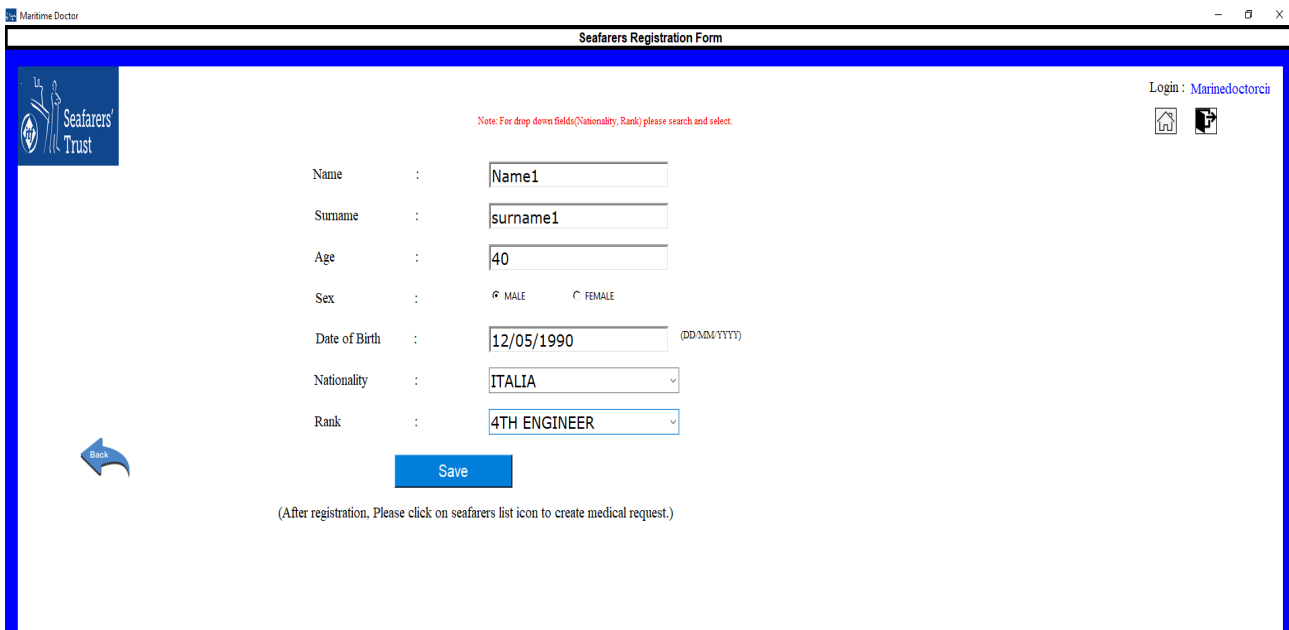 Maritime Doctor
Seafarers Registration Form
Seafarers'
Trust
itf
Login : Marinedoctorcir
Note: For drop down fields(Nationality, Rank) please search and select.
Name : Name1
Surname : surname1
Age : 40
Sex : MALE FEMALE
Date of Birth : 12/05/1990 (DD/MM/YYYY)
Nationality : ITALIA
Rank : 4TH ENGINEER
Back
Save
(After registration, Please click on seafarers list icon to create medical request.)